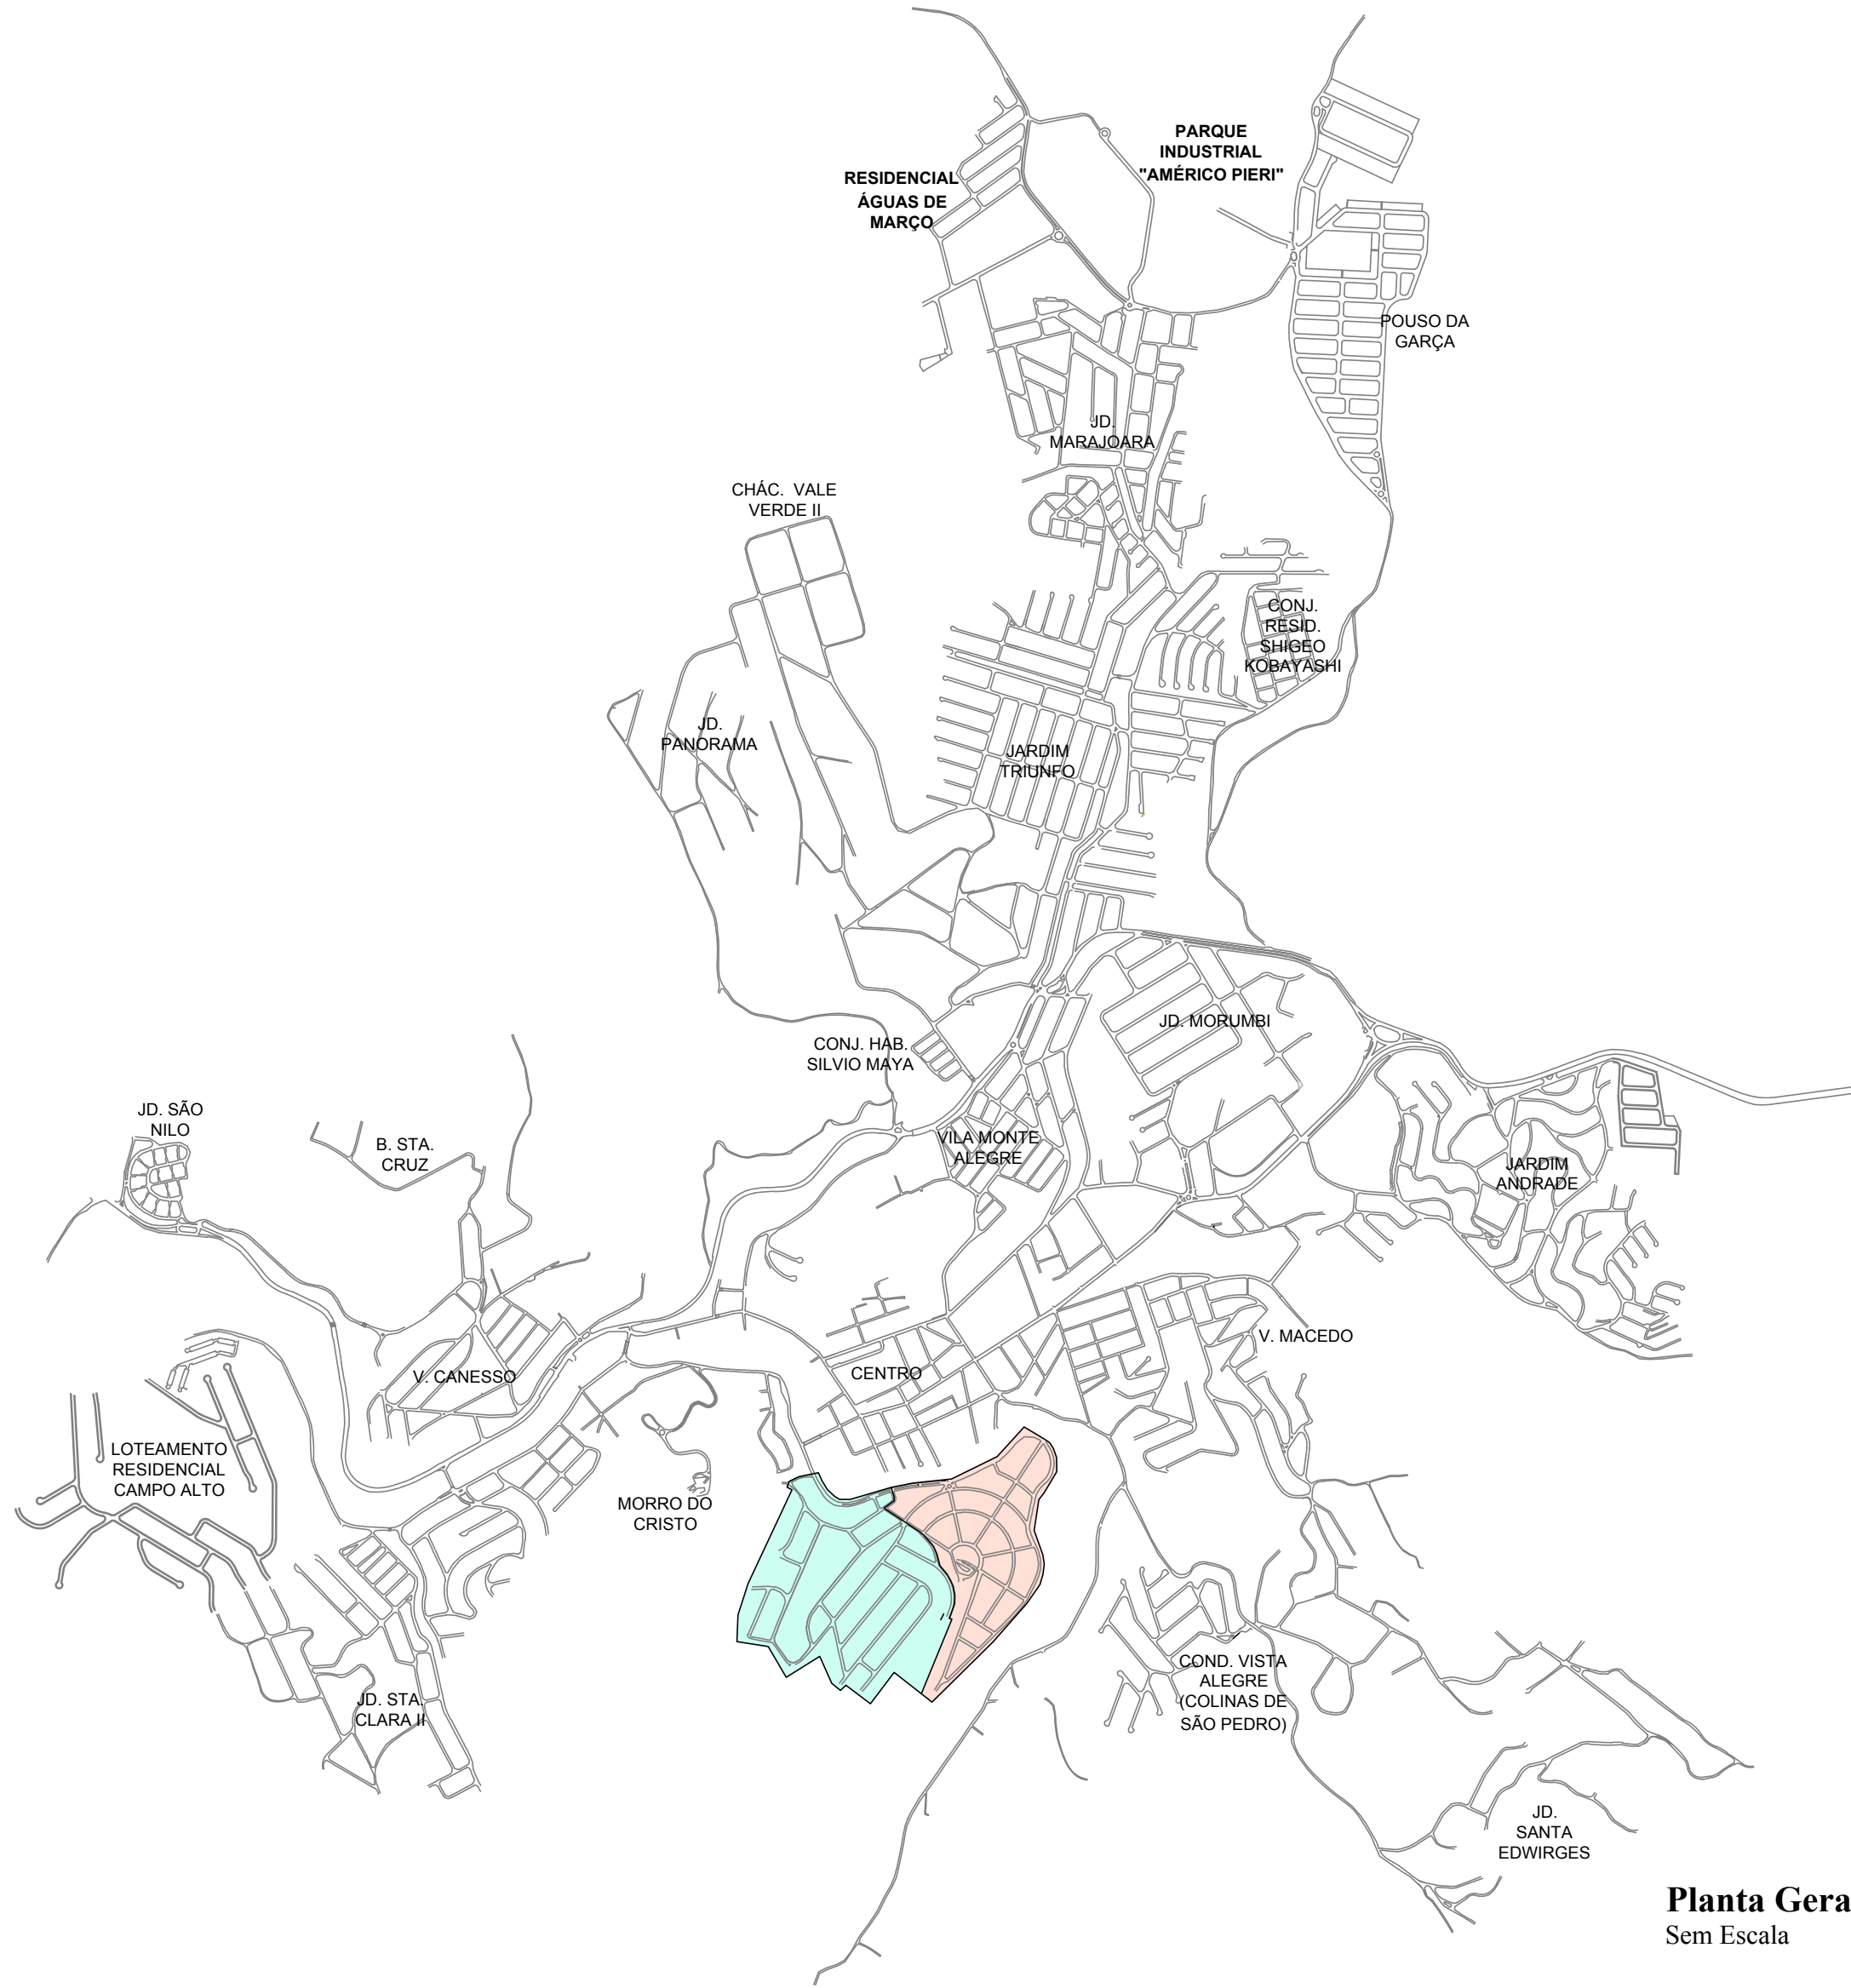 PARQUE
INDUSTRIAL
"AMÉRICO PIERI"
RESIDENCIAL
ÁGUAS DE
MARÇO
POUSO DA
GARÇA
JD.
MARAJOARA
CHÁC. VALE
VERDE II
CONJ.
RESID.
SHIGEO
KOBAYASHI
JD.
PANORAMA
JARDIM
TRIUNFO
JD. MORUMBI
CONJ. HAB.
SILVIO MAYA
JD. SÃO
NILO
B. STA.
CRUZ
VILA MONTE
ALEGRE
JARDIM
ANDRADE
V. MACEDO
V. CANESSO
CENTRO
LOTEAMENTO
RESIDENCIAL
CAMPO ALTO
MORRO DO
CRISTO
COND. VISTA
ALEGRE
(COLINAS DE
SÃO PEDRO)
JD. STA.
CLARA II
JD.
SANTA
EDWIRGES
Planta Gera
Sem Escala